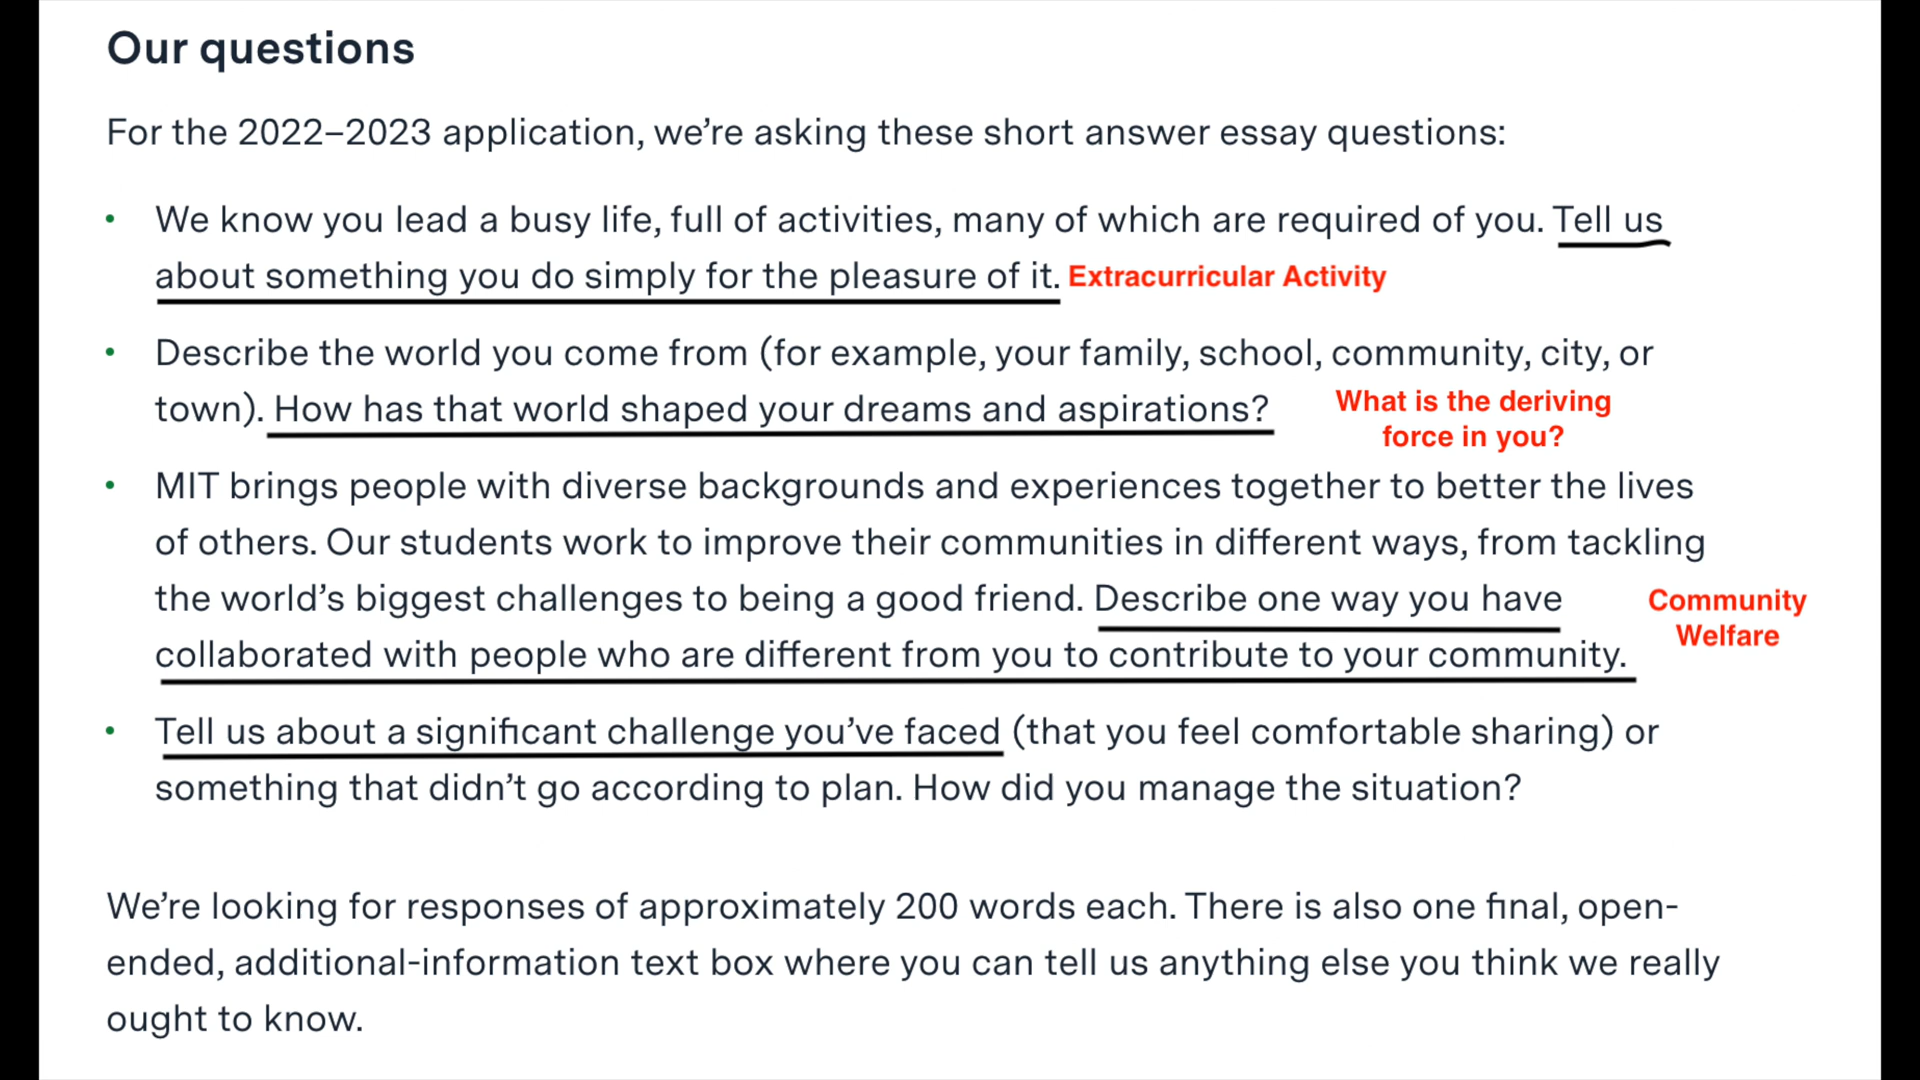 Our questions
For the 2022–2023 application, we’re asking these short answer essay questions:
• We know you lead a busy life, full of activities, many of which are required of you. Tell us
about something you do simply for the pleasure of it. Extracurricular Activity
• Describe the world you come from (for example, your family, school, community, city, or
town). How has that world shaped your dreams and aspirations?
What is the deriving
force in you?
• MIT brings people with diverse backgrounds and experiences together to better the lives
of others. Our students work to improve their communities in different ways, from tackling
the world’s biggest challenges to being a good friend. Describe one way you have
collaborated with people who are different from you to contribute to your community.
Community
Welfare
• Tell us about a significant challenge you’ve faced (that you feel comfortable sharing) or
something that didn’t go according to plan. How did you manage the situation?
We’re looking for responses of approximately 200 words each. There is also one final, open-
ended, additional-information text box where you can tell us anything else you think we really
ought to know.